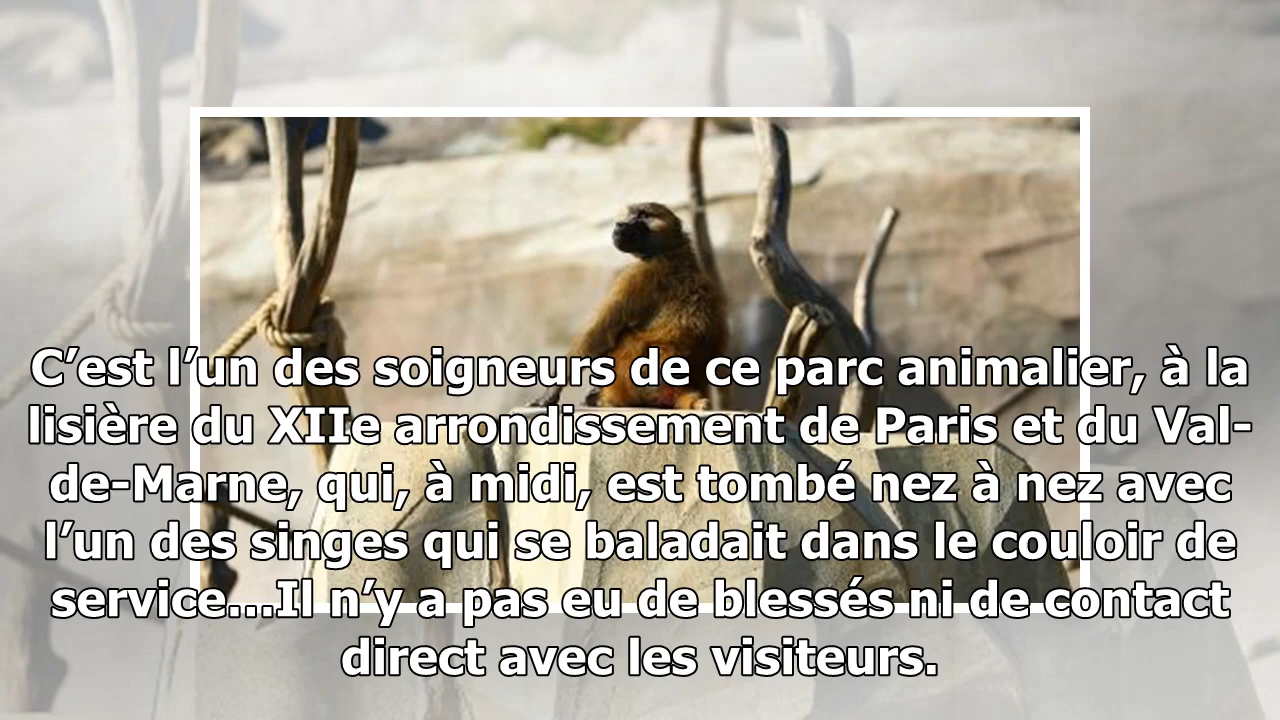 C’est l’un des soigneurs de ce parc animalier, à la
lisière du XIIe arrondissement de Paris et du Val-
de-Marne, qui, à midi, est tombé nez à nez avec
l’un des singes qui se baladait dans le couloir de
service...Il n’y a pas eu de blessés ni de contact
direct avec les visiteurs.